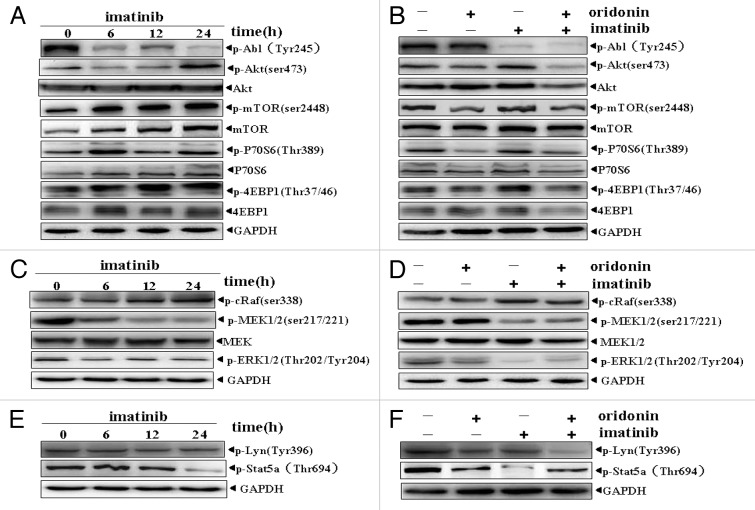 A
imatinib
0 6 12 24 time(h)
p-Abl（Tyr245）
p-Akt(ser473)
Akt
p-mTOR(ser2448)
mTOR
p-P70S6(Thr389)
P70S6
p-4EBP1(Thr37/46)
4EBP1
GAPDH
B
－ + － + oridonin
－ － + + imatinib
p-Abl（Tyr245）
p-Akt(ser473)
Akt
p-mTOR(ser2448)
mTOR
p-P70S6(Thr389)
P70S6
p-4EBP1(Thr37/46)
4EBP1
GAPDH
C
imatinib
0 6 12 24 time(h)
p-cRaf(ser338)
p-MEK1/2(ser217/221)
MEK
p-ERK1/2(Thr202/Tyr204)
GAPDH
D
－ + － + oridonin
－ － + + imatinib
p-cRaf(ser338)
p-MEK1/2(ser217/221)
MEK1/2
p-ERK1/2(Thr202/Tyr204)
GAPDH
E
imatinib
0 6 12 24 time(h)
p-Lyn(Tyr396)
p-Stat5a（Thr694）
GAPDH
F
－ + － + oridonin
－ － + + imatinib
p-Lyn(Tyr396)
p-Stat5a（Thr694）
GAPDH